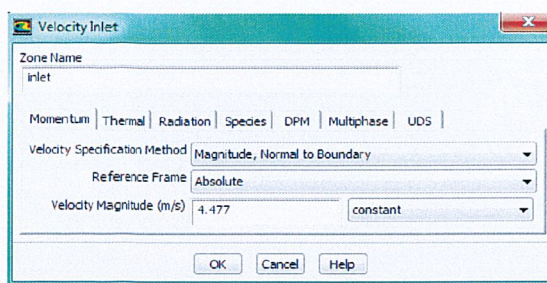 Velocity Inlet
Zone Name
inlet
Momentum Thermal Radiation Species DPM Multiphase UDS
Velocity Specification Method Magnitude, Normal to Boundary
Reference Frame Absolute
Velocity Magnitude (m/s) 4.477 constant
OK Cancel Help